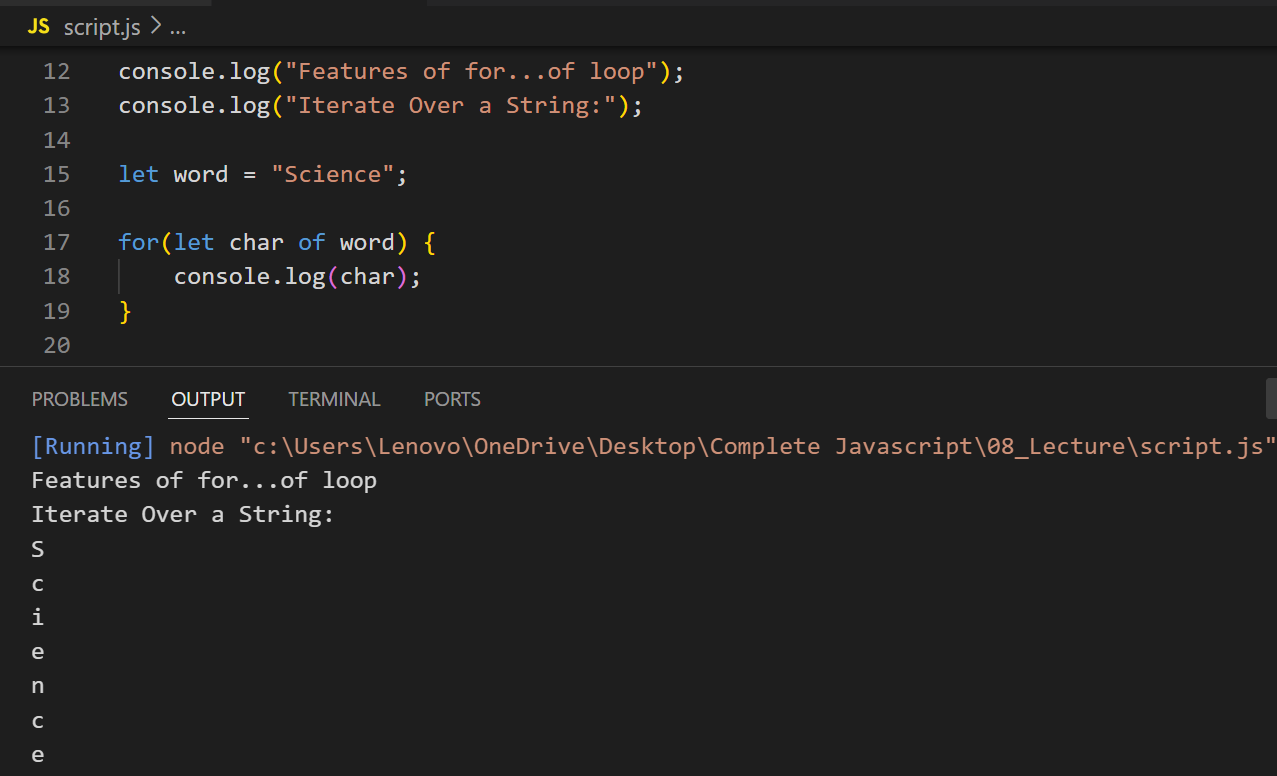 JS script.js > ...
12 console.log("Features of for...of loop");
13 console.log("Iterate Over a String:");
14
15 let word = "Science";
16
17 for(let char of word) {
18     console.log(char);
19 }
20
PROBLEMS OUTPUT TERMINAL PORTS
[Running] node "c:\Users\Lenovo\OneDrive\Desktop\Complete Javascript\08_Lecture\script.js"
Features of for...of loop
Iterate Over a String:
S
c
i
e
n
c
e